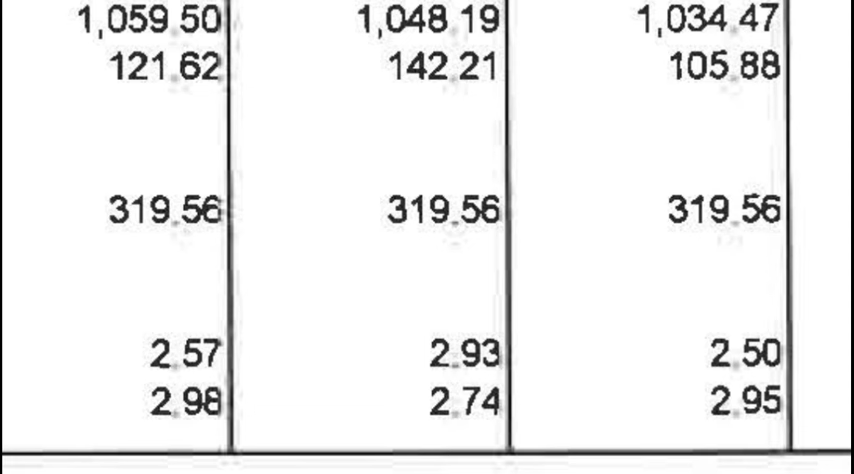 1,059.50 1,048.19 1,034.47
121.62 142.21 105.88
319.56 319.56 319.56
2.57 2.93 2.50
2.98 2.74 2.95